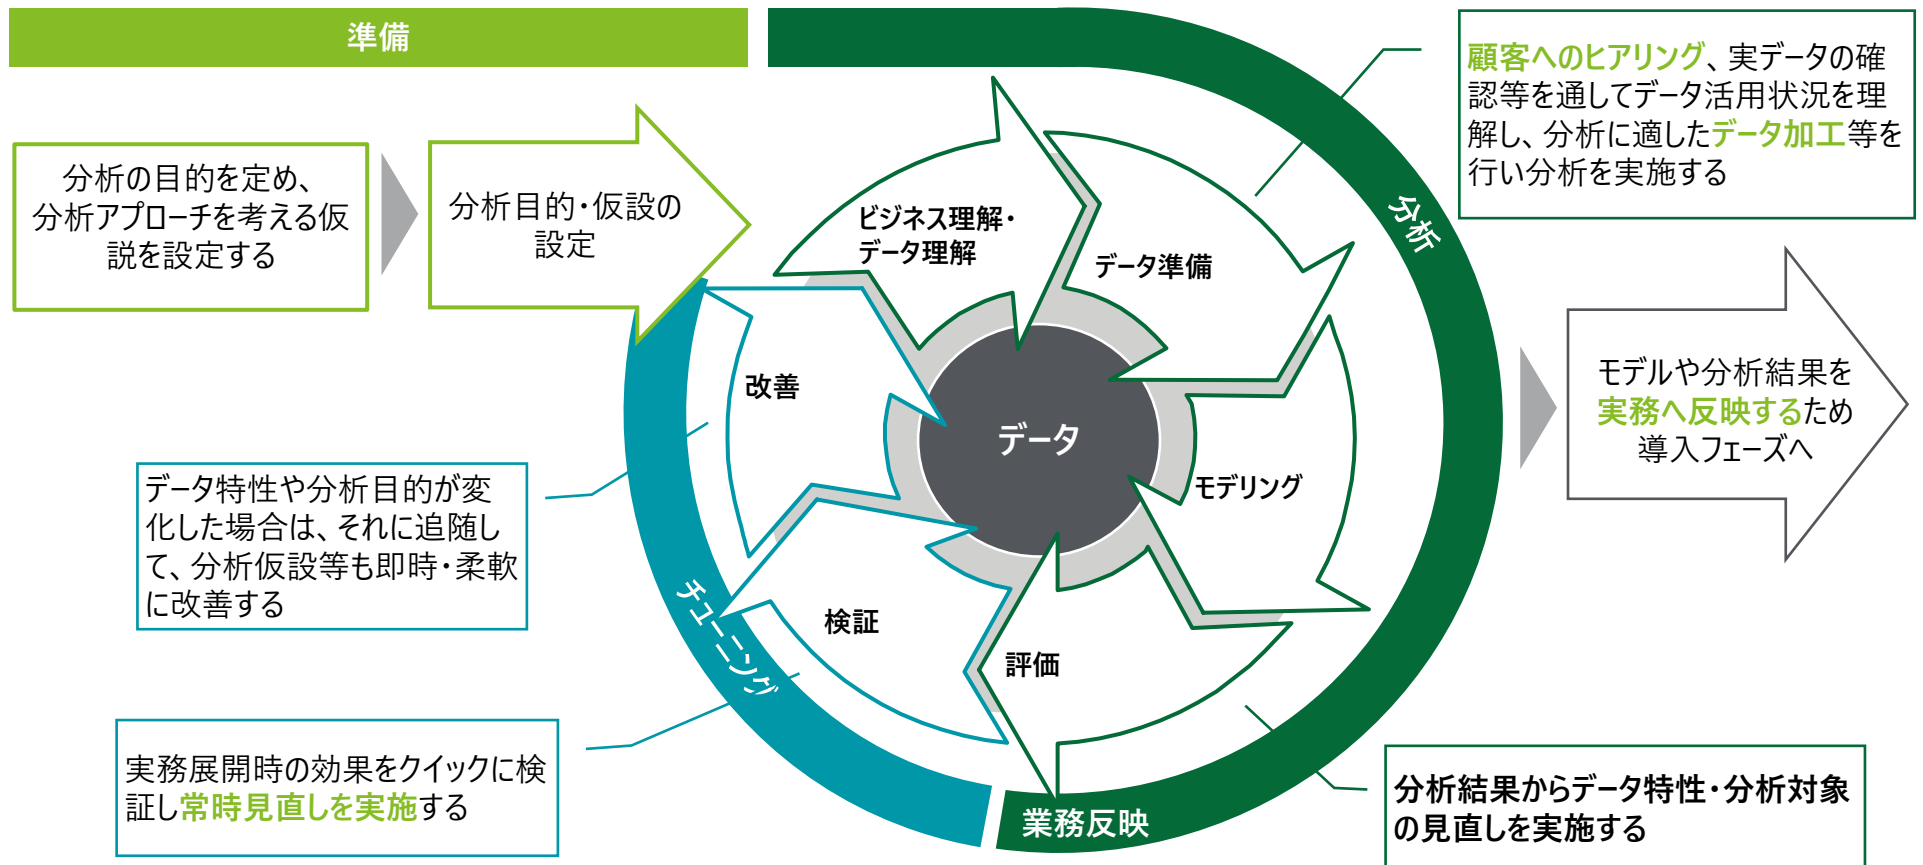 準備
分析の目的を定め、
分析アプローチを考える仮
説を設定する
分析目的・仮設の
設定
ビジネス理解・
データ理解
データ準備
モデリング
評価
検証
改善
データ
分析
業務反映
チューニング
顧客へのヒアリング、実データの確
認等を通してデータ活用状況を理
解し、分析に適したデータ加工等を
行い分析を実施する
モデルや分析結果を
実務へ反映するため
導入フェーズへ
データ特性や分析目的が変
化した場合は、それに追随し
て、分析仮設等も即時・柔軟
に改善する
実務展開時の効果をクイックに検
証し常時見直しを実施する
分析結果からデータ特性・分析対象
の見直しを実施する